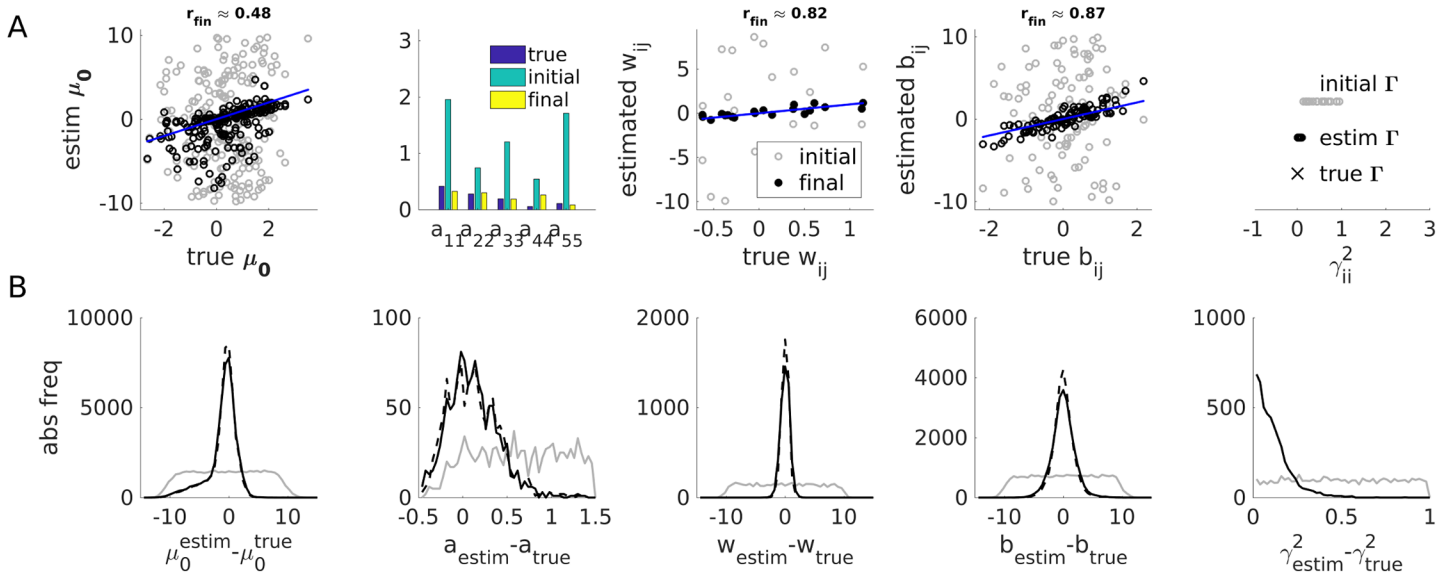 A
r_fin ≈ 0.48
estim μ₀
10
0
-10
-2
0
2
true μ₀
3
2
1
0
true
initial
final
a₁₁
a₂₂
a₃₃
a₄₄
a₅₅
r_fin ≈ 0.82
estimated w_ij
5
0
-5
-10
-0.5
0
0.5
1
true w_ij
initial
final
r_fin ≈ 0.87
estimated b_ij
10
0
-10
-2
0
2
true b_ij
initial Γ
estim Γ
true Γ
-1
0
1
2
3
γ²_ii
B
abs freq
10000
5000
0
-10
0
10
μ₀^estim-μ₀^true
100
50
0
-0.5
0
0.5
1
1.5
a_estim-a_true
2000
1000
0
-10
0
10
w_estim-w_true
6000
4000
2000
0
-10
0
10
b_estim-b_true
1000
500
0
0
0.5
1
γ²_estim-γ²_true